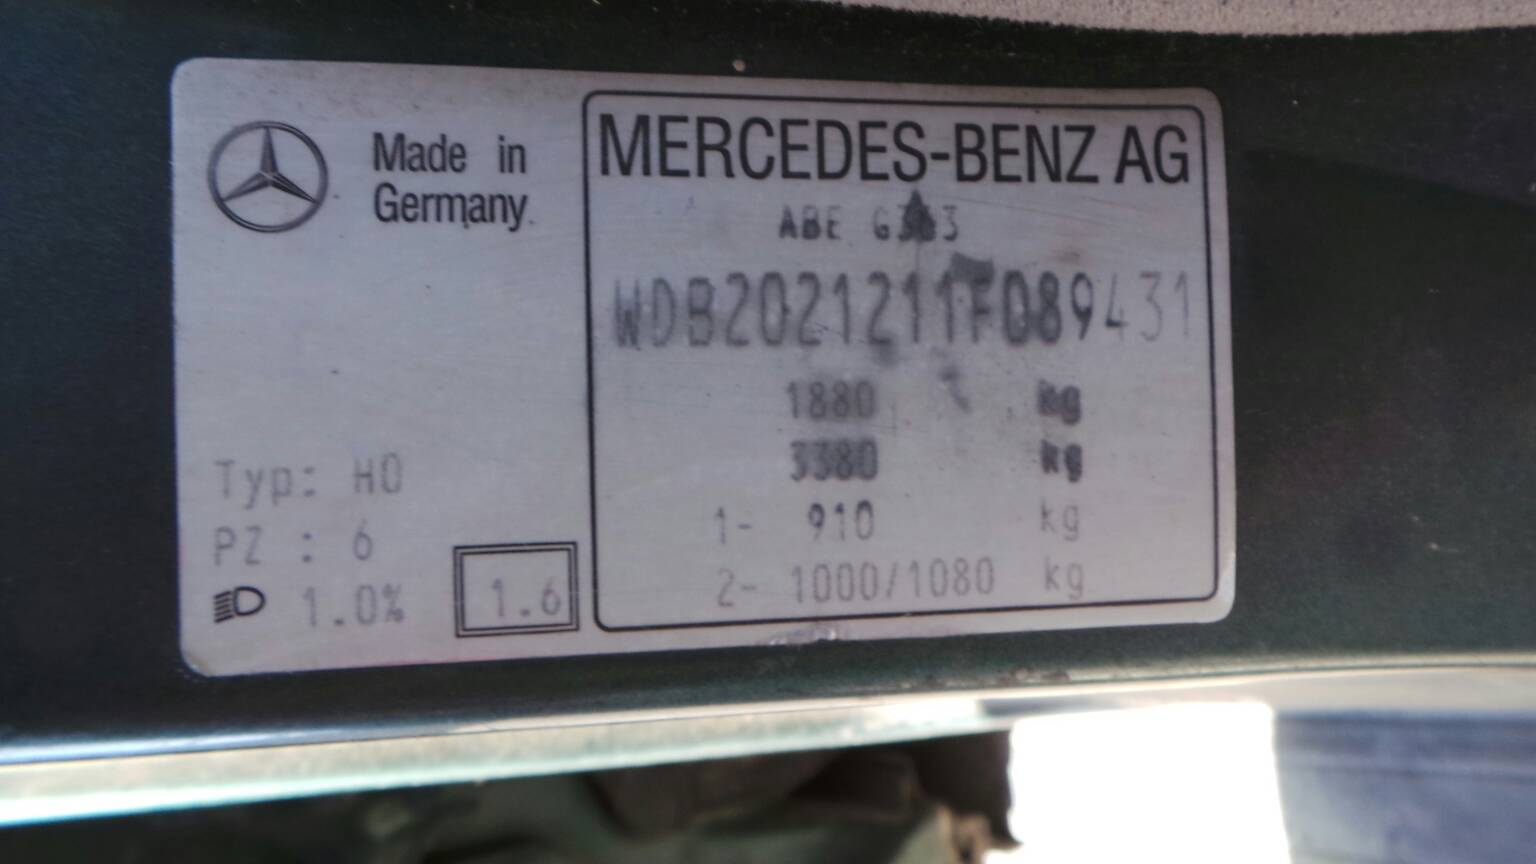 Made in
Germany
MERCEDES-BENZ AG
ABE
WDB2021211F089431
1880 kg
3380 kg
1- 910 kg
2- 1000/1080 kg
Typ: H0
PZ : 6
1.0%
1.6